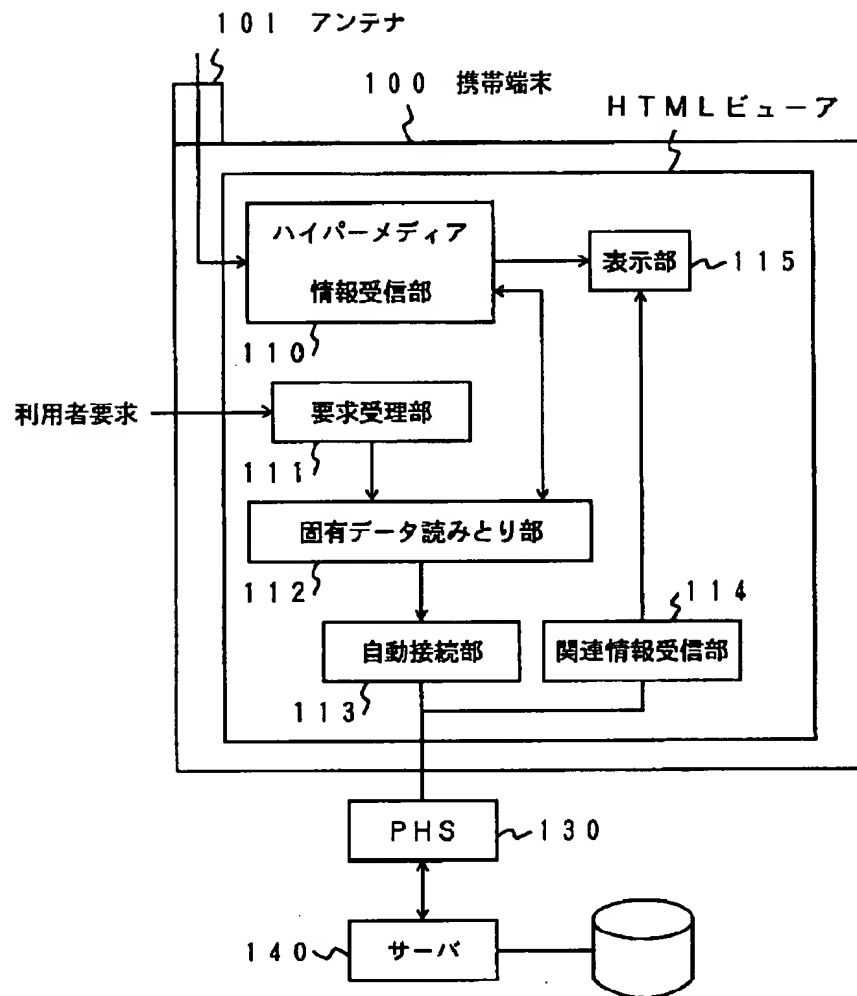 101 アンテナ
100 携帯端末
HTMLビューア
ハイパーメディア
情報受信部
110
表示部
115
利用者要求
要求受理部
111
固有データ読みとり部
112
114
自動接続部
関連情報受信部
113
PHS
130
サーバ
140